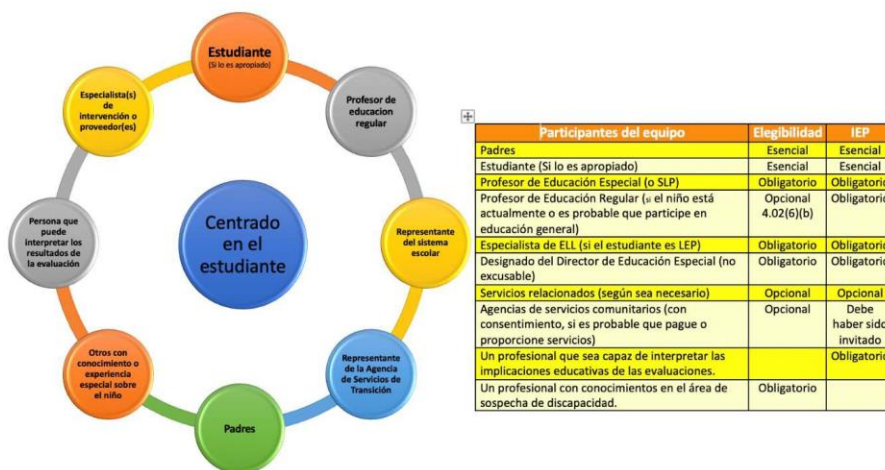 Estudiante
(Si lo es apropiado)
Profesor de
educacion
regular
Representante
del sistema
escolar
Representante
de la Agencia
de Servicios de
Transición
Padres
Otros con
conocimiento o
experiencia
especial sobre
el niño
Persona que
puede
interpretar los
resultados de
la evaluación
Especialista(s)
de
intervención o
proveedor(es)
Centrado
en el
estudiante
Participantes del equipo Elegibilidad IEP
Padres Esencial Esencial
Estudiante (Si lo es apropiado) Esencial Esencial
Profesor de Educación Especial (o SLP) Obligatorio Obligatorio
Profesor de Educación Regular (si el niño está Opcional Obligatorio
actualmente o es probable que participe en 4.02(6)(b)
educación general)
Especialista de ELL (si el estudiante es LEP) Obligatorio Obligatorio
Designado del Director de Educación Especial (no Obligatorio Obligatorio
excusable)
Servicios relacionados (según sea necesario) Opcional Opcional
Agencias de servicios comunitarios (con Opcional Debe
consentimiento, si es probable que pague o haber sido
proporcione servicios) invitado
Un profesional que sea capaz de interpretar las Obligatorio
implicaciones educativas de las evaluaciones.
Un profesional con conocimientos en el área de Obligatorio
sospecha de discapacidad.